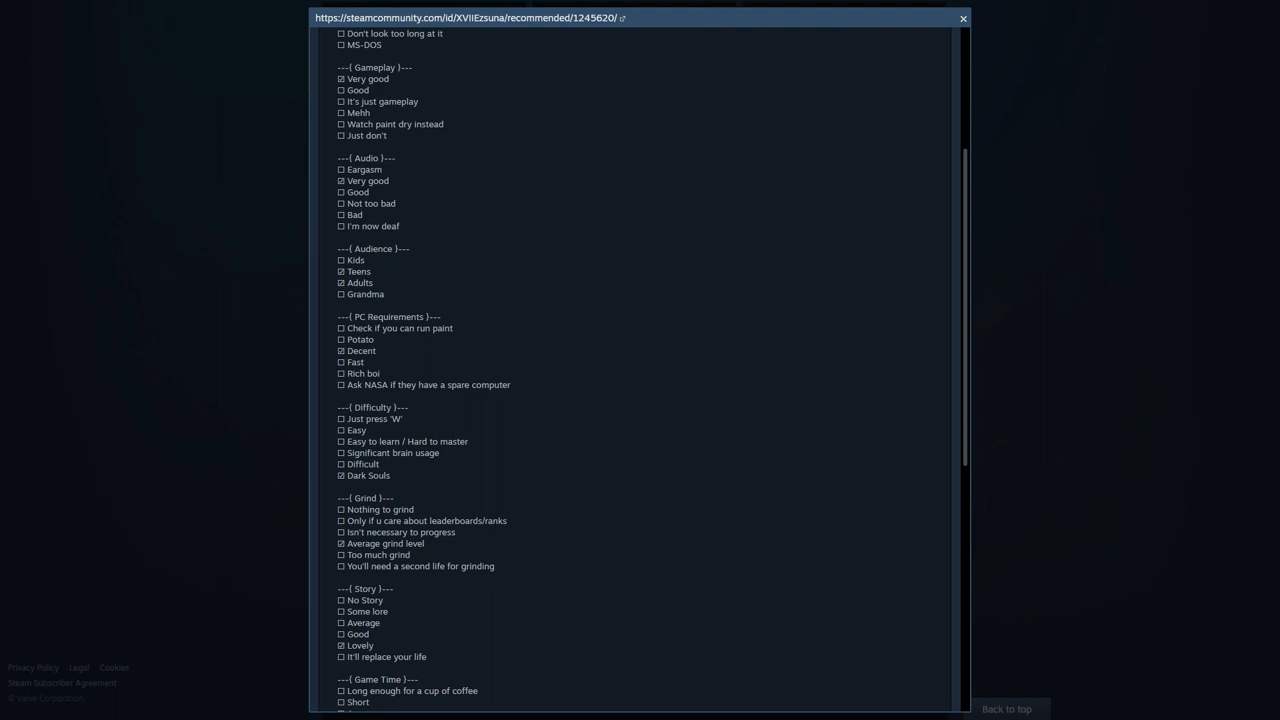 https://steamcommunity.com/id/XVIIEzsuna/recommended/1245620/
☐ Don't look too long at it
☐ MS-DOS
---{ Gameplay }---
☑ Very good
☐ Good
☐ It's just gameplay
☐ Mehh
☐ Watch paint dry instead
☐ Just don't
---{ Audio }---
☐ Eargasm
☑ Very good
☐ Good
☐ Not too bad
☐ Bad
☐ I'm now deaf
---{ Audience }---
☐ Kids
☑ Teens
☑ Adults
☐ Grandma
---{ PC Requirements }---
☐ Check if you can run paint
☐ Potato
☑ Decent
☐ Fast
☐ Rich boi
☐ Ask NASA if they have a spare computer
---{ Difficulty }---
☐ Just press 'W'
☐ Easy
☐ Easy to learn / Hard to master
☐ Significant brain usage
☐ Difficult
☑ Dark Souls
---{ Grind }---
☐ Nothing to grind
☐ Only if u care about leaderboards/ranks
☐ Isn't necessary to progress
☑ Average grind level
☐ Too much grind
☐ You'll need a second life for grinding
---{ Story }---
☐ No Story
☐ Some lore
☐ Average
☐ Good
☑ Lovely
☐ It'll replace your life
---{ Game Time }---
☐ Long enough for a cup of coffee
☐ Short
Privacy Policy Legal Cookies
Steam Subscriber Agreement
© Valve Corporation
Back to top